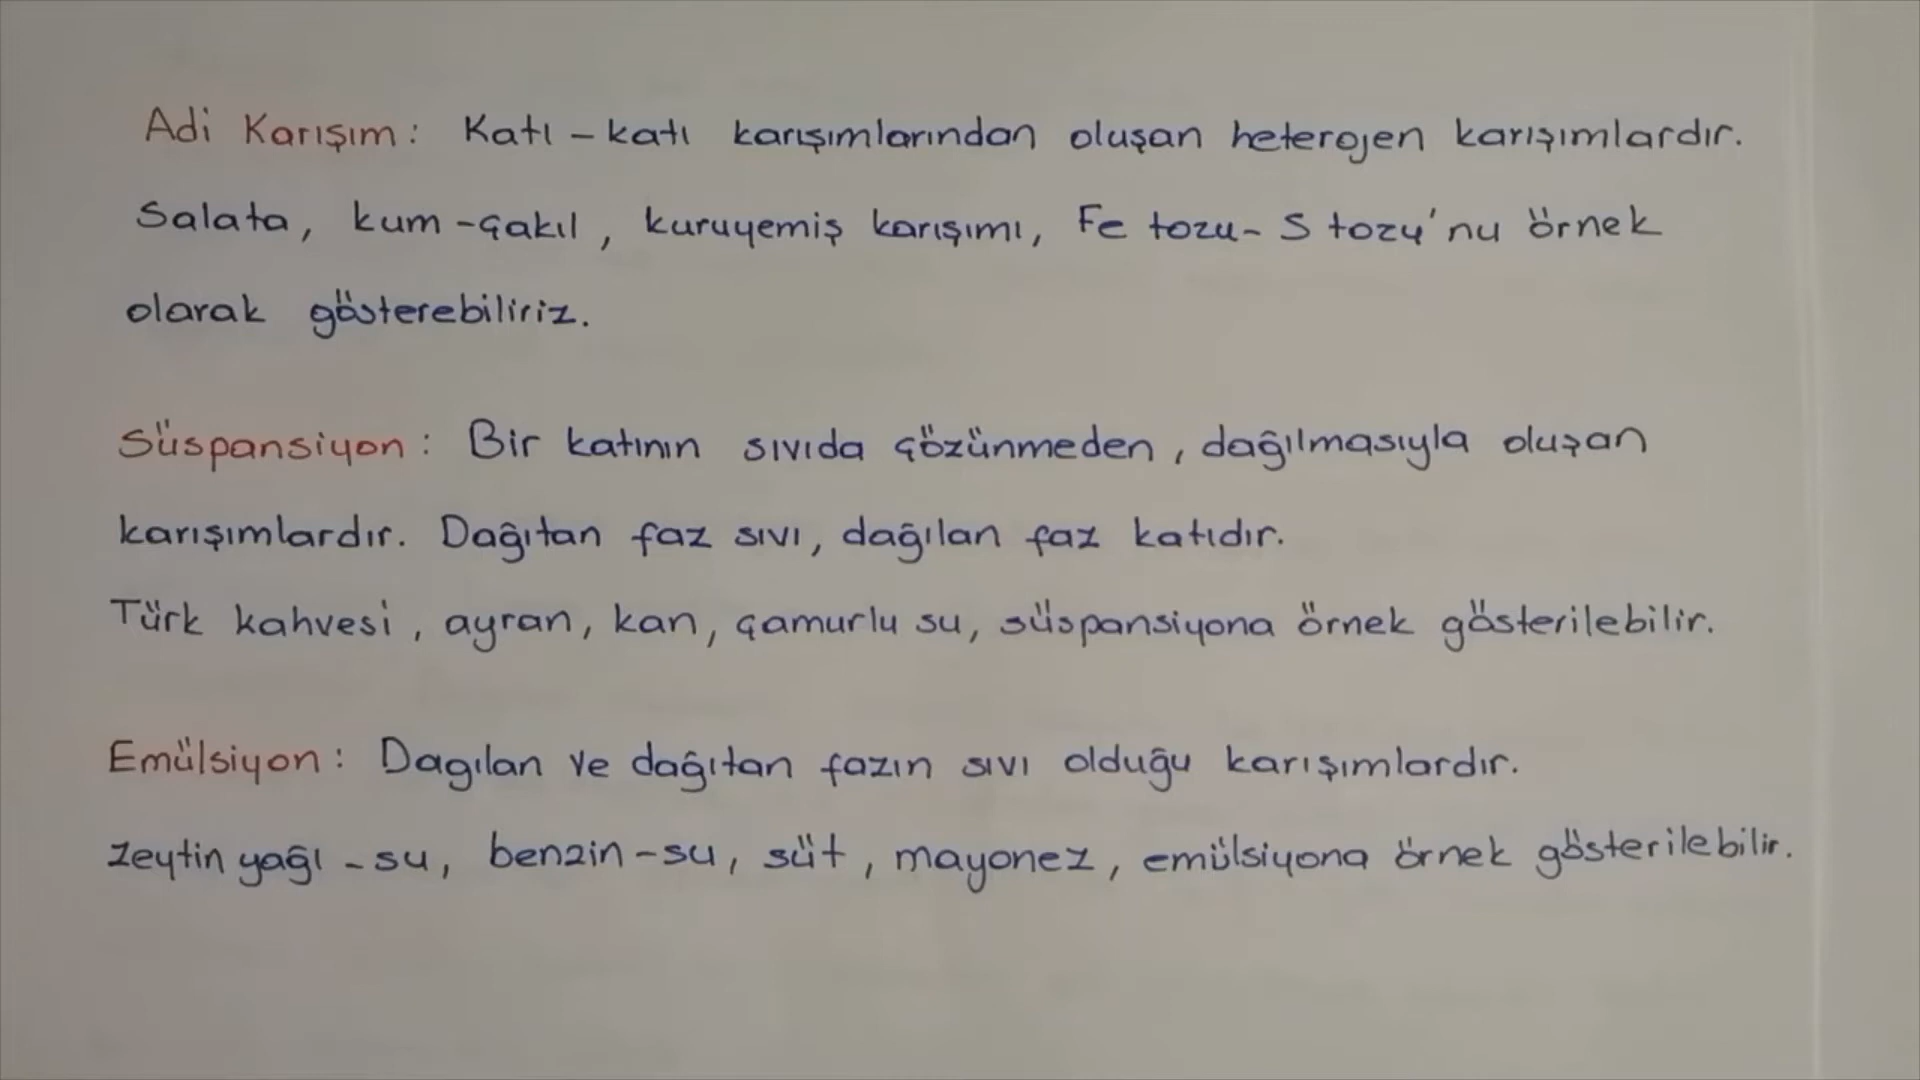 Adi Karışım: Katı - katı karışımlarından oluşan heterojen karışımlardır.
Salata, kum -çakıl, kuruyemiş karışımı, Fe tozu- S tozu'nu örnek
olarak gösterebiliriz.
Süspansiyon: Bir katının sıvıda çözünmeden, dağılmasıyla oluşan
karışımlardır. Dağıtan faz sıvı, dağılan faz katıdır.
Türk kahvesi, ayran, kan, çamurlu su, süspansiyona örnek gösterilebilir.
Emülsiyon: Dagılan ve dağıtan fazın sıvı olduğu karışımlardır.
Zeytin yağı - su, benzin -su, süt, mayonez, emülsiyona örnek gösterilebilir.